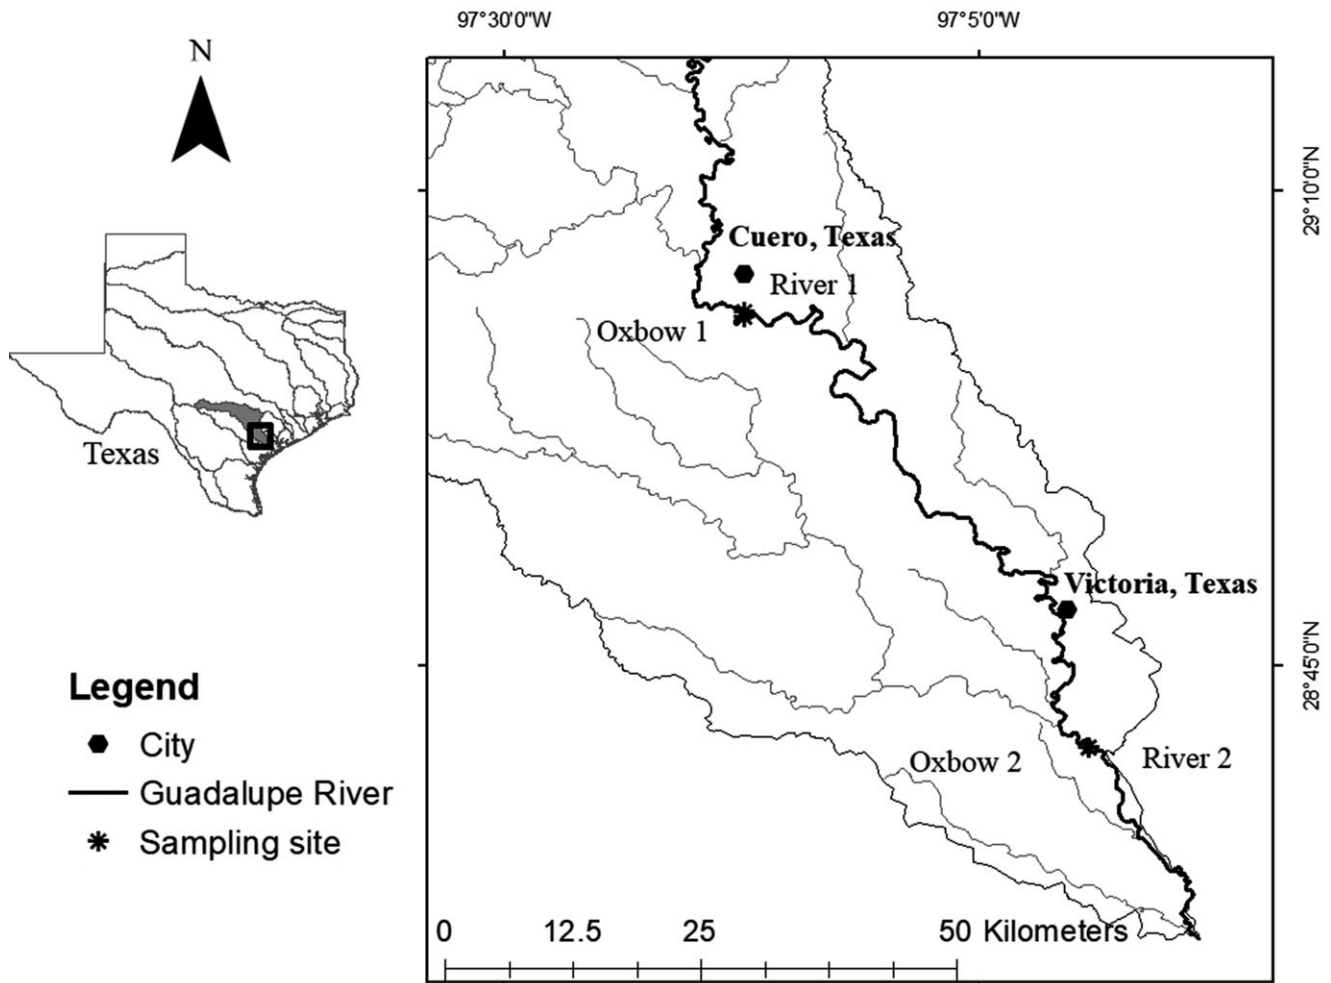 97°30'0"W
97°5'0"W
N
29°10'0"N
Cuero, Texas
River 1
Oxbow 1
Texas
Victoria, Texas
28°45'0"N
Legend
City
Guadalupe River
Sampling site
Oxbow 2
River 2
0 12.5 25 50 Kilometers